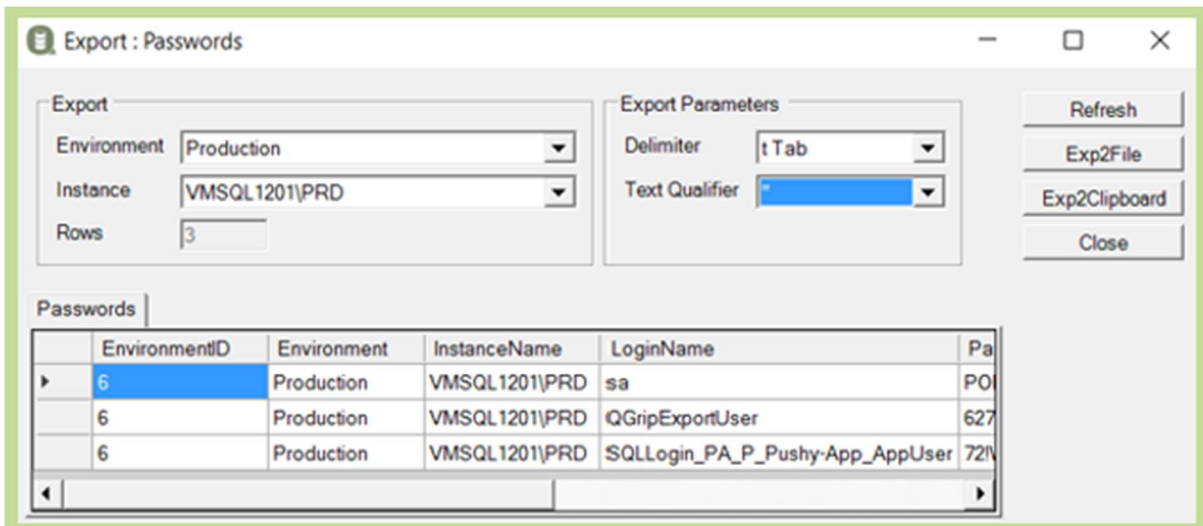 Export : Passwords
Export
Environment Production
Instance VMSQL1201\PRD
Rows 3
Export Parameters
Delimiter t Tab
Text Qualifier "
Refresh
Exp2File
Exp2Clipboard
Close
Passwords
EnvironmentID Environment InstanceName LoginName Pa
6 Production VMSQL1201\PRD sa
6 Production VMSQL1201\PRD QGripExportUser 627
6 Production VMSQL1201\PRD SQLLogin_PA_P_Pushy-App_AppUser